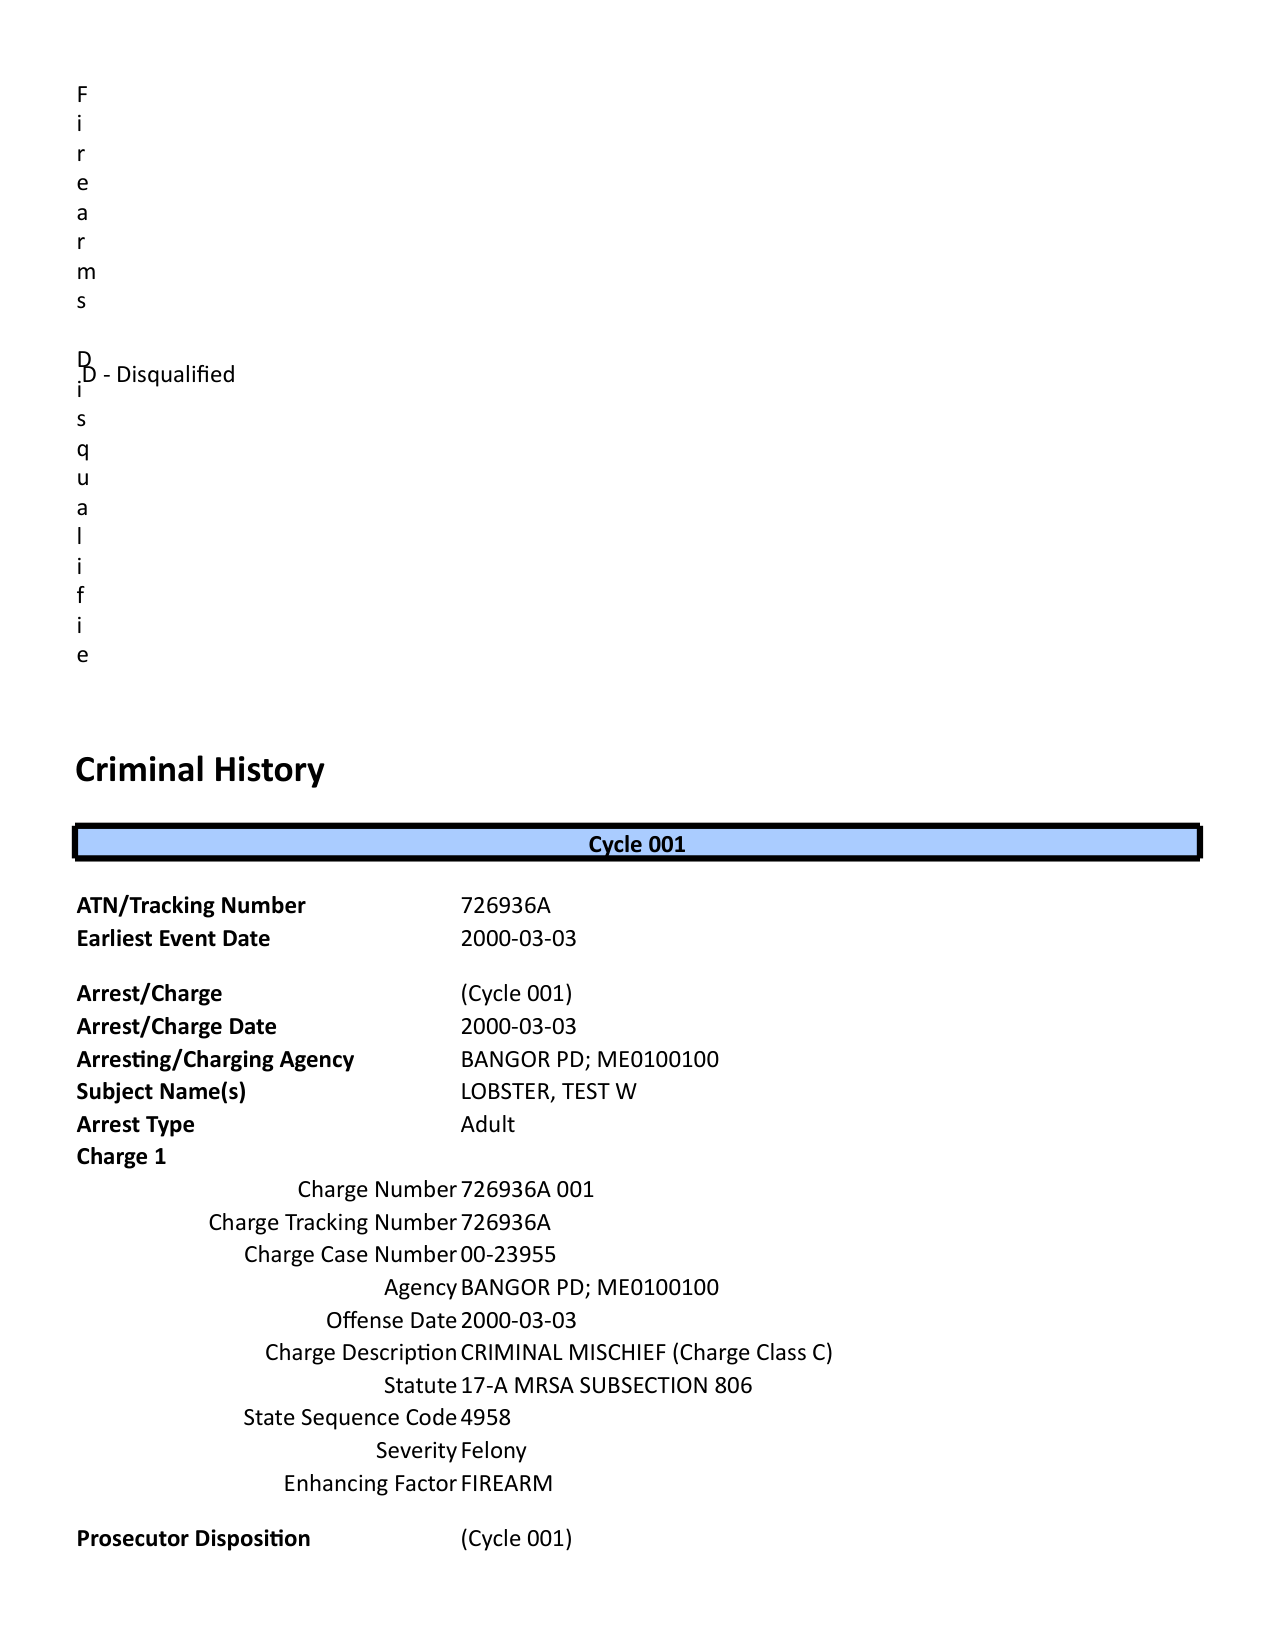 F
i
r
e
a
r
m
s
D
D - Disqualified
i
s
q
u
a
l
i
f
i
e
Criminal History
Cycle 001
ATN/Tracking Number 726936A
Earliest Event Date 2000-03-03
Arrest/Charge (Cycle 001)
Arrest/Charge Date 2000-03-03
Arresting/Charging Agency BANGOR PD; ME0100100
Subject Name(s) LOBSTER, TEST W
Arrest Type Adult
Charge 1
Charge Number 726936A 001
Charge Tracking Number 726936A
Charge Case Number 00-23955
Agency BANGOR PD; ME0100100
Offense Date 2000-03-03
Charge Description CRIMINAL MISCHIEF (Charge Class C)
Statute 17-A MRSA SUBSECTION 806
State Sequence Code 4958
Severity Felony
Enhancing Factor FIREARM
Prosecutor Disposition (Cycle 001)